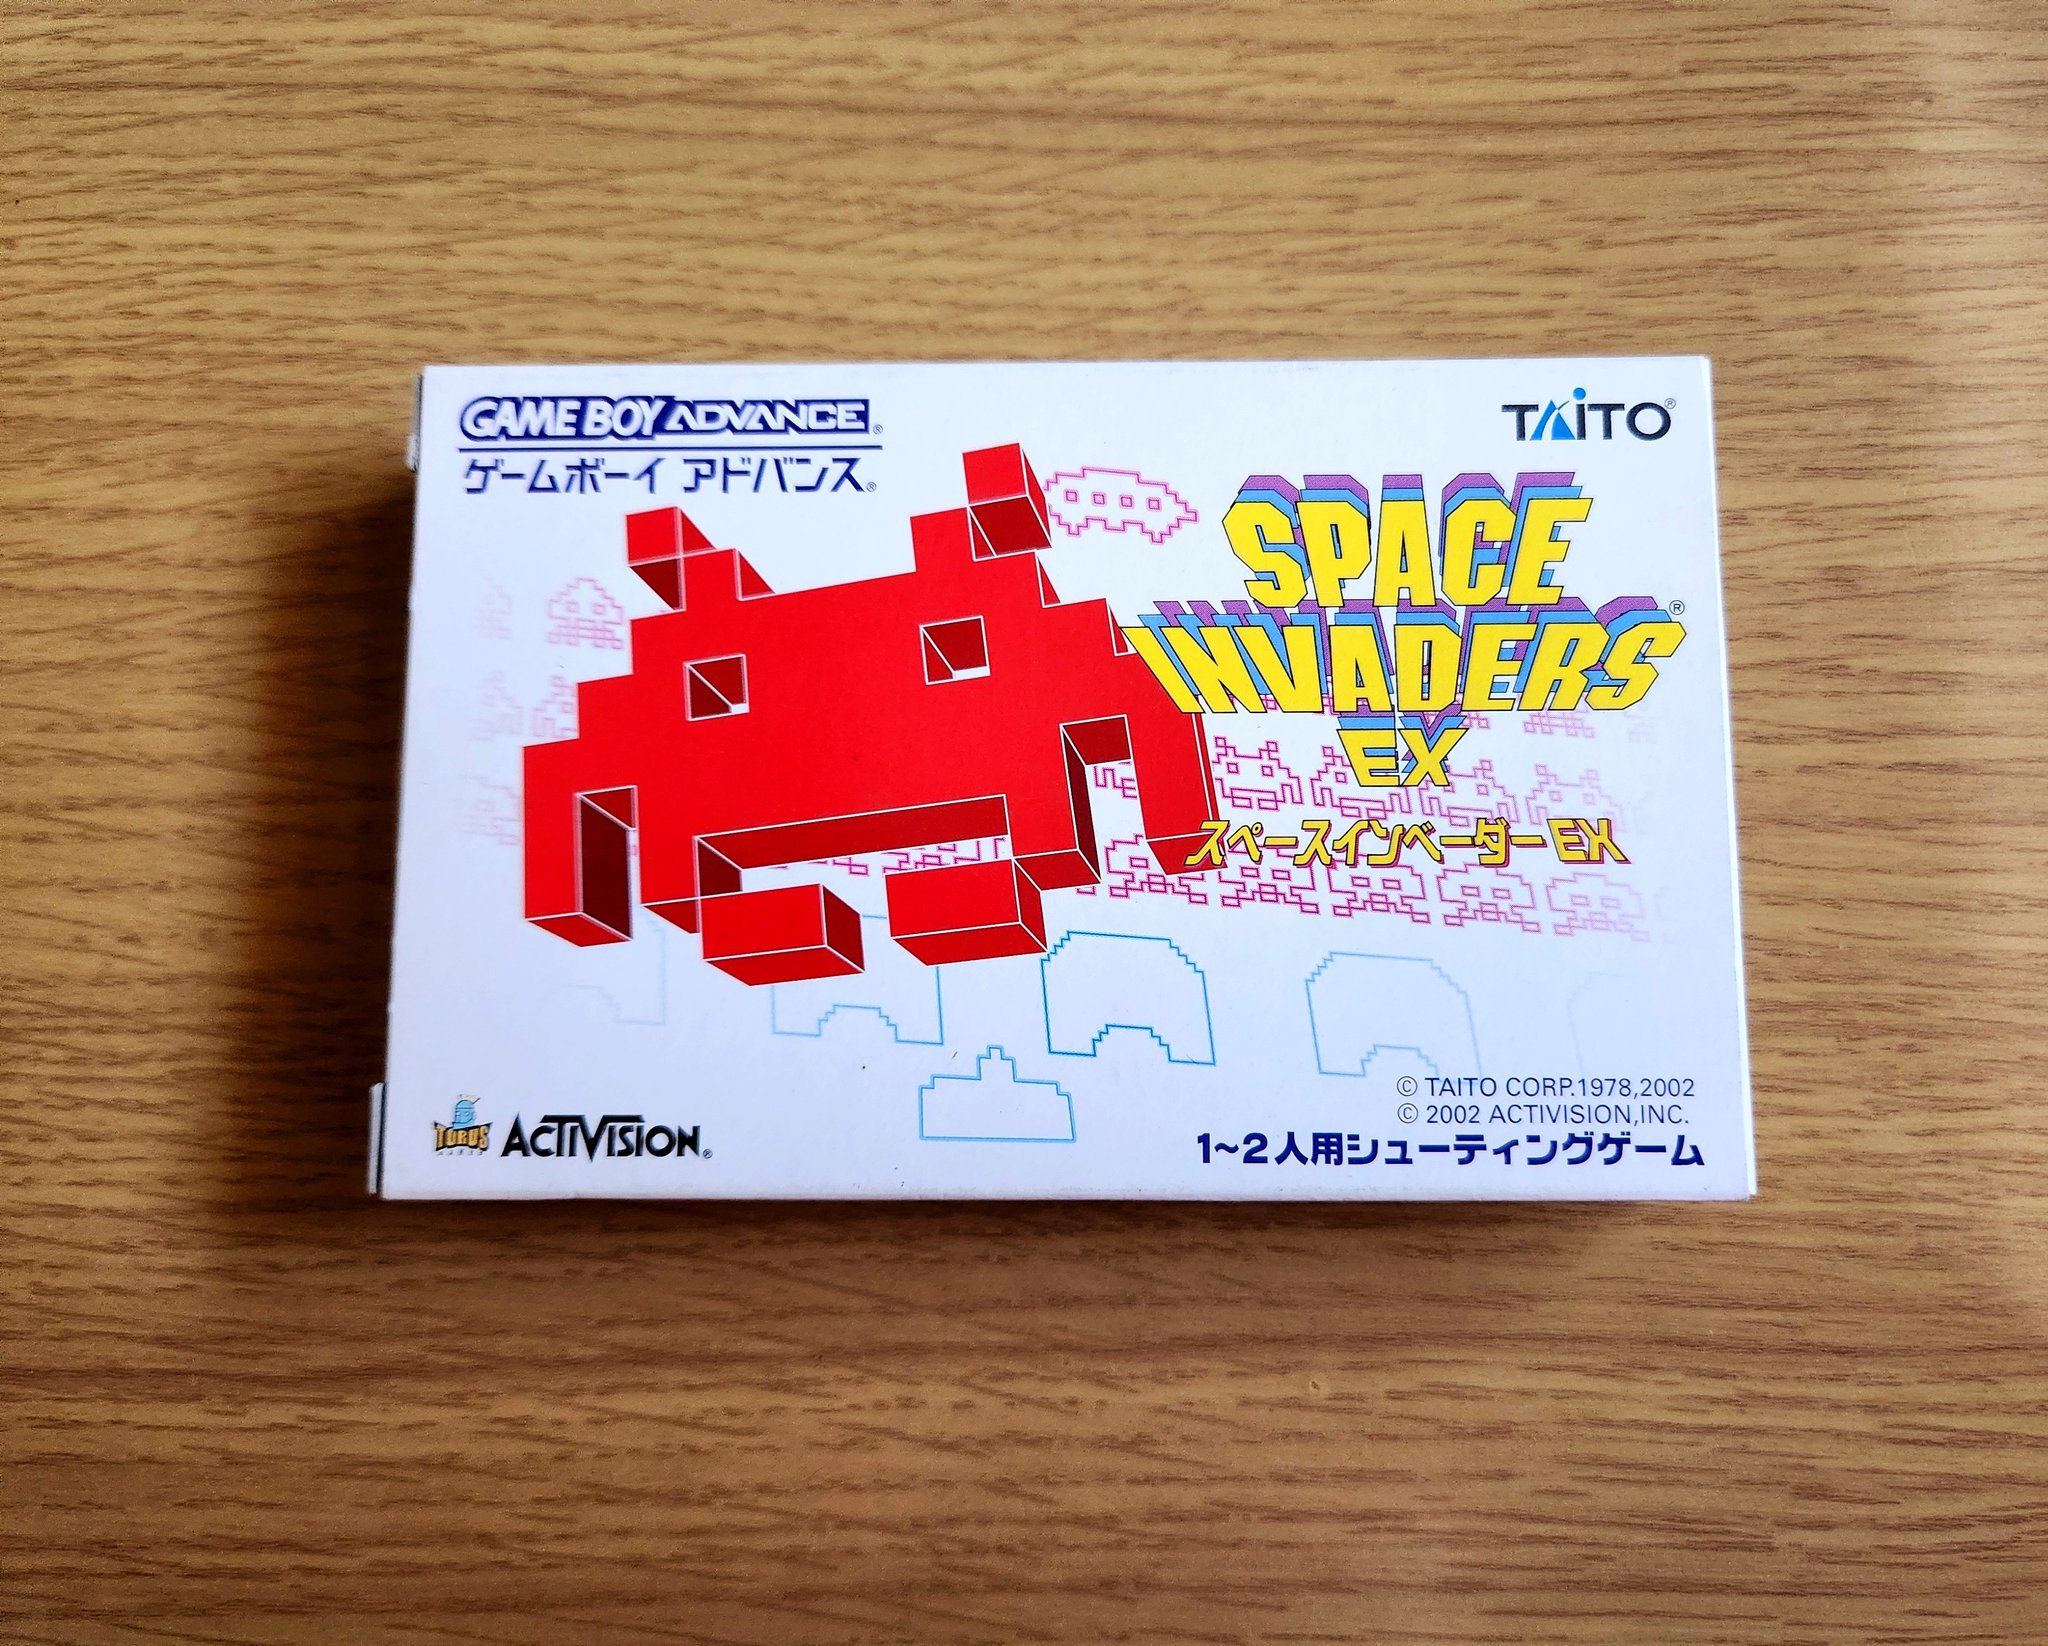 GAME BOY ADVANCE®
ゲームボーイ アドバンス®
TAITO®
SPACE
INVADERS®
EX
スペースインベーダーEX
© TAITO CORP.1978,2002
© 2002 ACTIVISION,INC.
TORUS
GAMES
ACTIVISION®
1~2人用シューティングゲーム